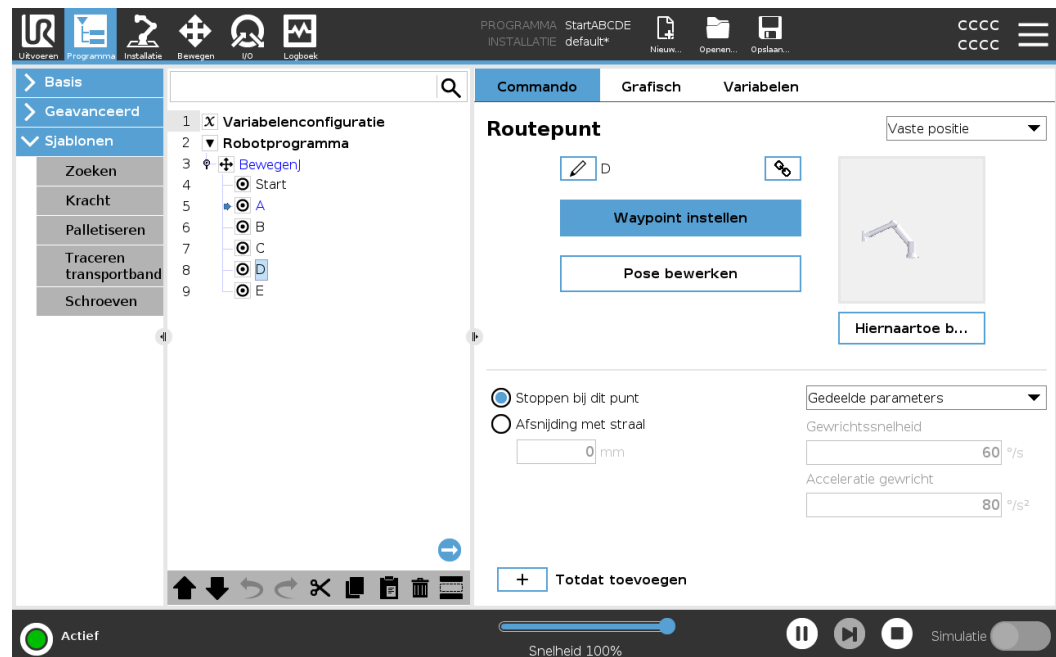 UR
Uitvoeren
Programma
Installatie
Bewegen
I/O
Logboek
PROGRAMMA StartABCDE
INSTALLATIE default*
Nieuw...
Openen...
Opslaan...
CCCC
CCCC
Basis
Geavanceerd
Sjablonen
Zoeken
Kracht
Palletiseren
Traceren
transportband
Schroeven
1 X Variabelenconfiguratie
2 Robotprogramma
3 BewegenJ
4 Start
5 A
6 B
7 C
8 D
9 E
Commando
Grafisch
Variabelen
Routepunt
Vaste positie
D
Waypoint instellen
Pose bewerken
Hiernaartoe b...
Stoppen bij dit punt
Afsnijding met straal
0 mm
Gedeelde parameters
Gewrichtssnelheid
60 °/s
Acceleratie gewricht
80 °/s²
+ Totdat toevoegen
Actief
Snelheid 100%
Simulatie